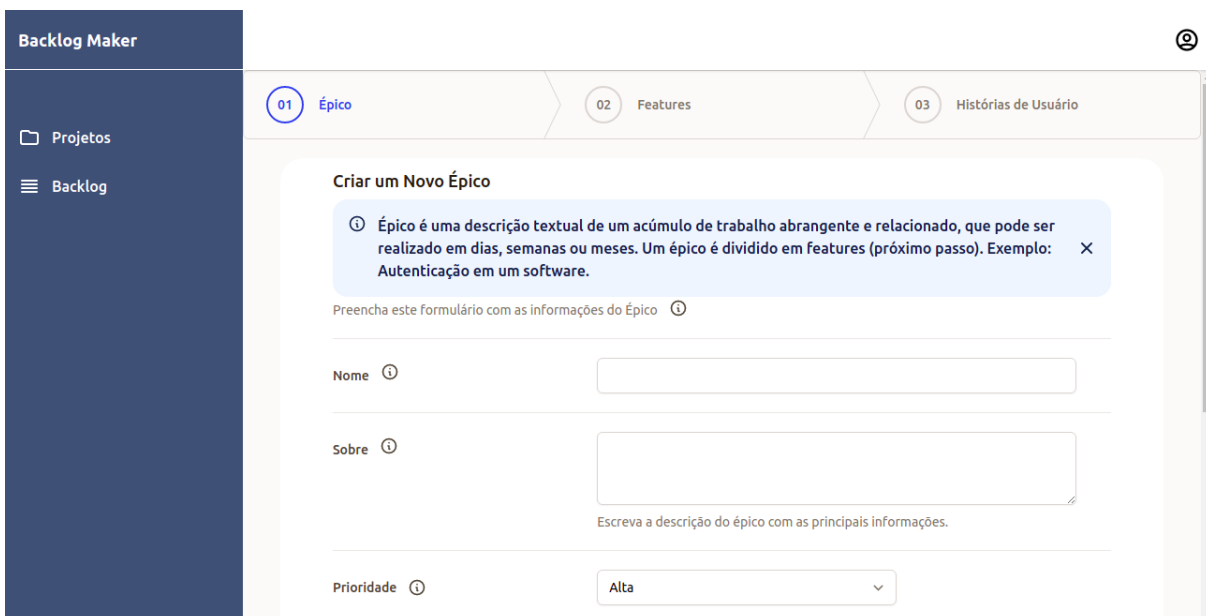 Backlog Maker
Projetos
Backlog
01 Épico
02 Features
03 Histórias de Usuário
Criar um Novo Épico
Épico é uma descrição textual de um acúmulo de trabalho abrangente e relacionado, que pode ser
realizado em dias, semanas ou meses. Um épico é dividido em features (próximo passo). Exemplo:
Autenticação em um software.
Preencha este formulário com as informações do Épico
Nome
Sobre
Escreva a descrição do épico com as principais informações.
Prioridade
Alta